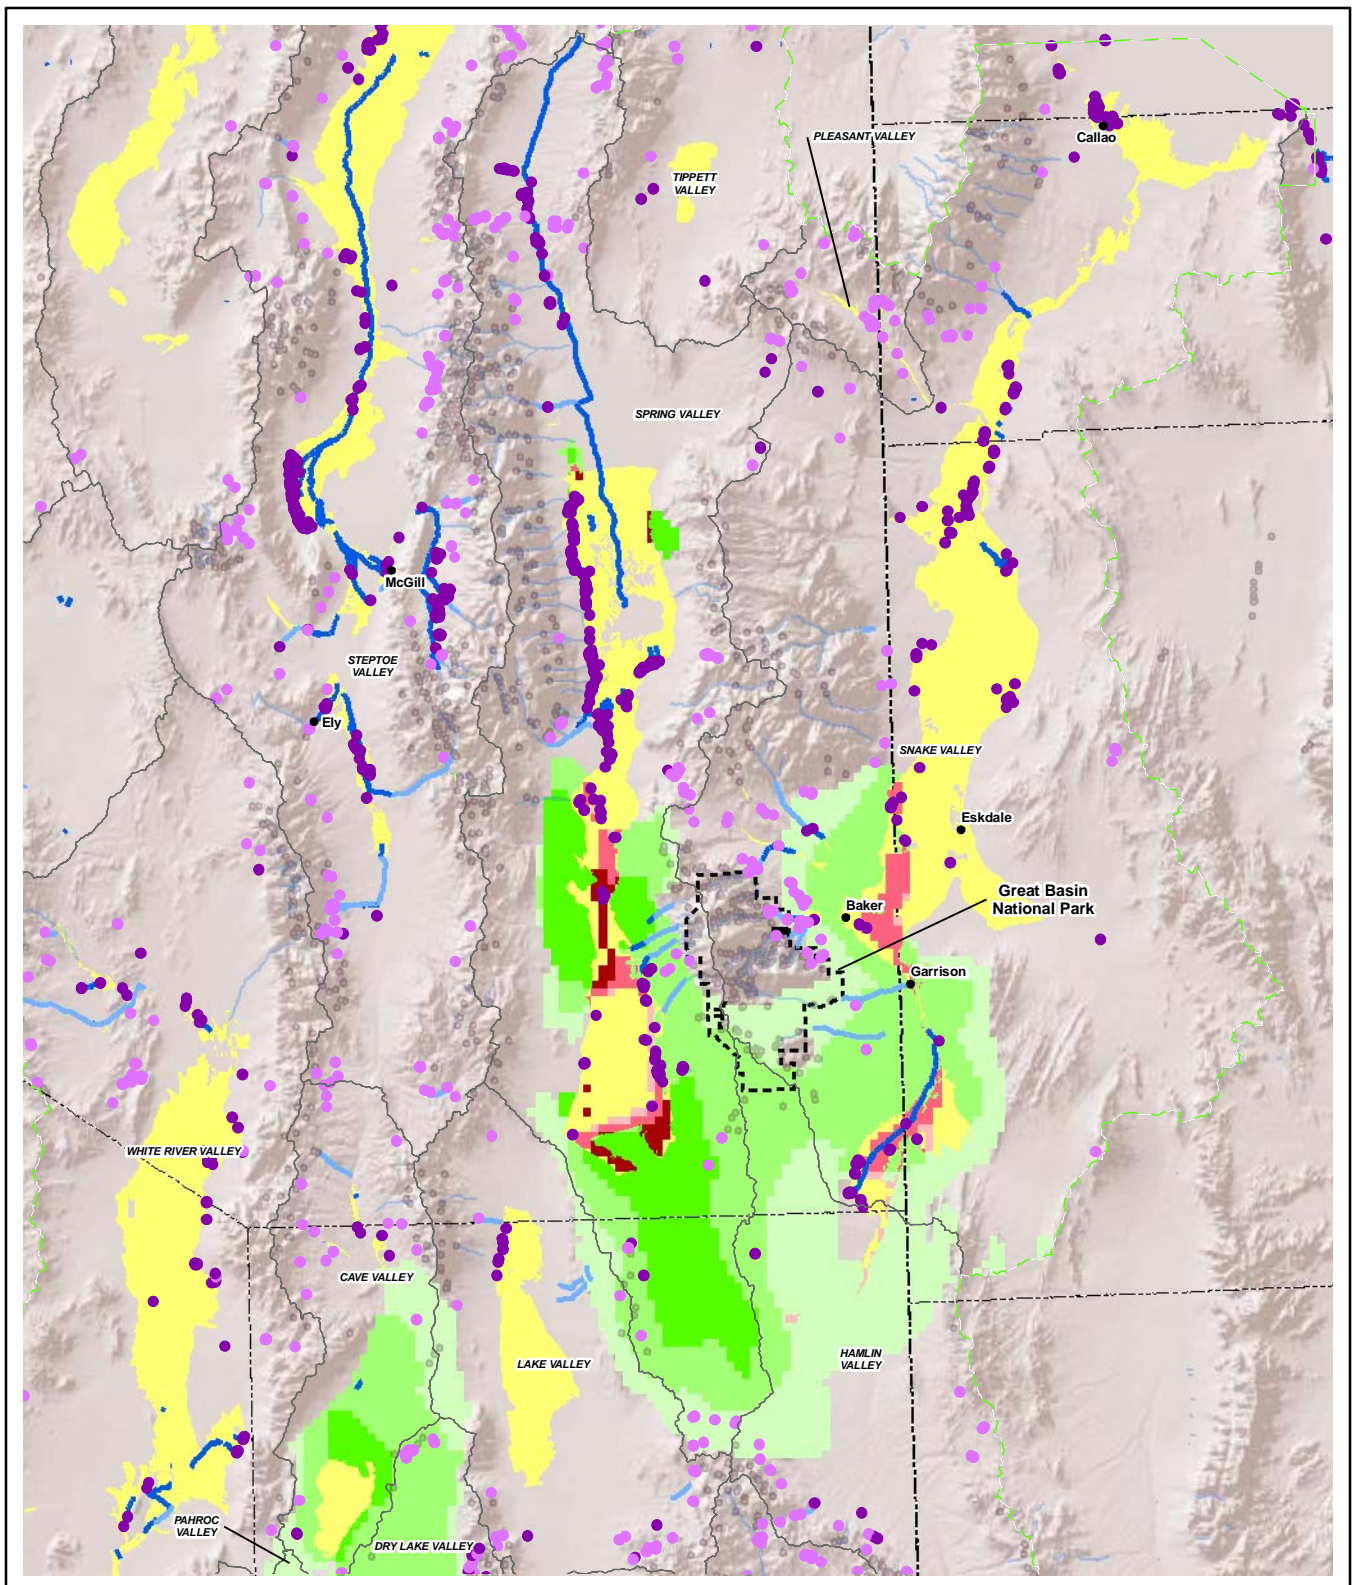 PLEASANT VALLEY
Callao
TIPPETT
VALLEY
SPRING VALLEY
McGill
STEPTOE
VALLEY
Ely
SNAKE VALLEY
Eskdale
Great Basin
National Park
Baker
Garrison
WHITE RIVER VALLEY
CAVE VALLEY
LAKE VALLEY
HAMLIN
VALLEY
PAHROC
VALLEY
DRY LAKE VALLEY